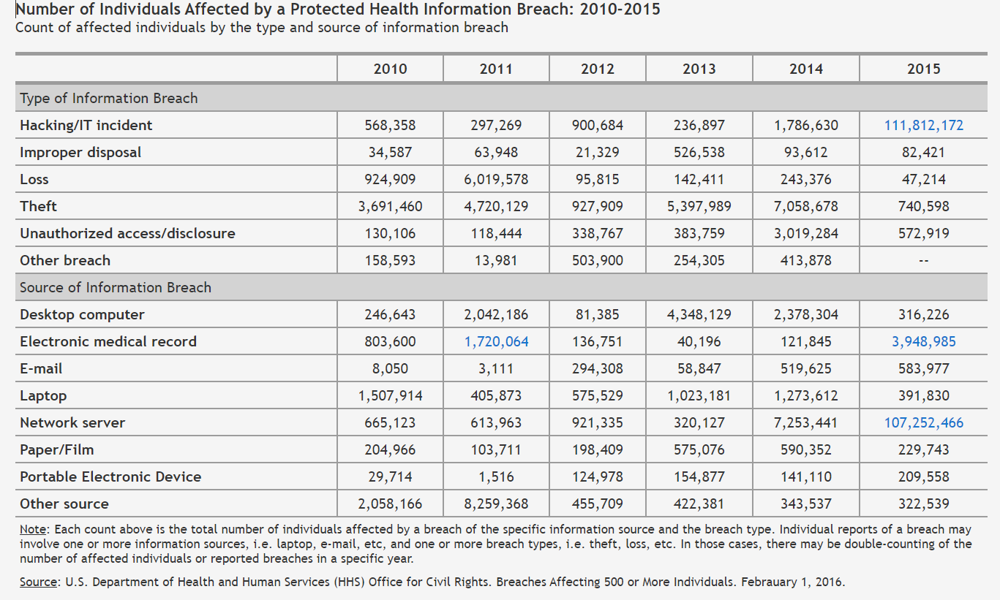 Number of Individuals Affected by a Protected Health Information Breach: 2010-2015
Count of affected individuals by the type and source of information breach
2010 2011 2012 2013 2014 2015
Type of Information Breach
Hacking/IT incident 568,358 297,269 900,684 236,897 1,786,630 111,812,172
Improper disposal 34,587 63,948 21,329 526,538 93,612 82,421
Loss 924,909 6,019,578 95,815 142,411 243,376 47,214
Theft 3,691,460 4,720,129 927,909 5,397,989 7,058,678 740,598
Unauthorized access/disclosure 130,106 118,444 338,767 383,759 3,019,284 572,919
Other breach 158,593 13,981 503,900 254,305 413,878 --
Source of Information Breach
Desktop computer 246,643 2,042,186 81,385 4,348,129 2,378,304 316,226
Electronic medical record 803,600 1,720,064 136,751 40,196 121,845 3,948,985
E-mail 8,050 3,111 294,308 58,847 519,625 583,977
Laptop 1,507,914 405,873 575,529 1,023,181 1,273,612 391,830
Network server 665,123 613,963 921,335 320,127 7,253,441 107,252,466
Paper/Film 204,966 103,711 198,409 575,076 590,352 229,743
Portable Electronic Device 29,714 1,516 124,978 154,877 141,110 209,558
Other source 2,058,166 8,259,368 455,709 422,381 343,537 322,539
Note: Each count above is the total number of individuals affected by a breach of the specific information source and the breach type. Individual reports of a breach may
involve one or more information sources, i.e. laptop, e-mail, etc, and one or more breach types, i.e. theft, loss, etc. In those cases, there may be double-counting of the
number of affected individuals or reported breaches in a specific year.
Source: U.S. Department of Health and Human Services (HHS) Office for Civil Rights. Breaches Affecting 500 or More Individuals. Febrauary 1, 2016.